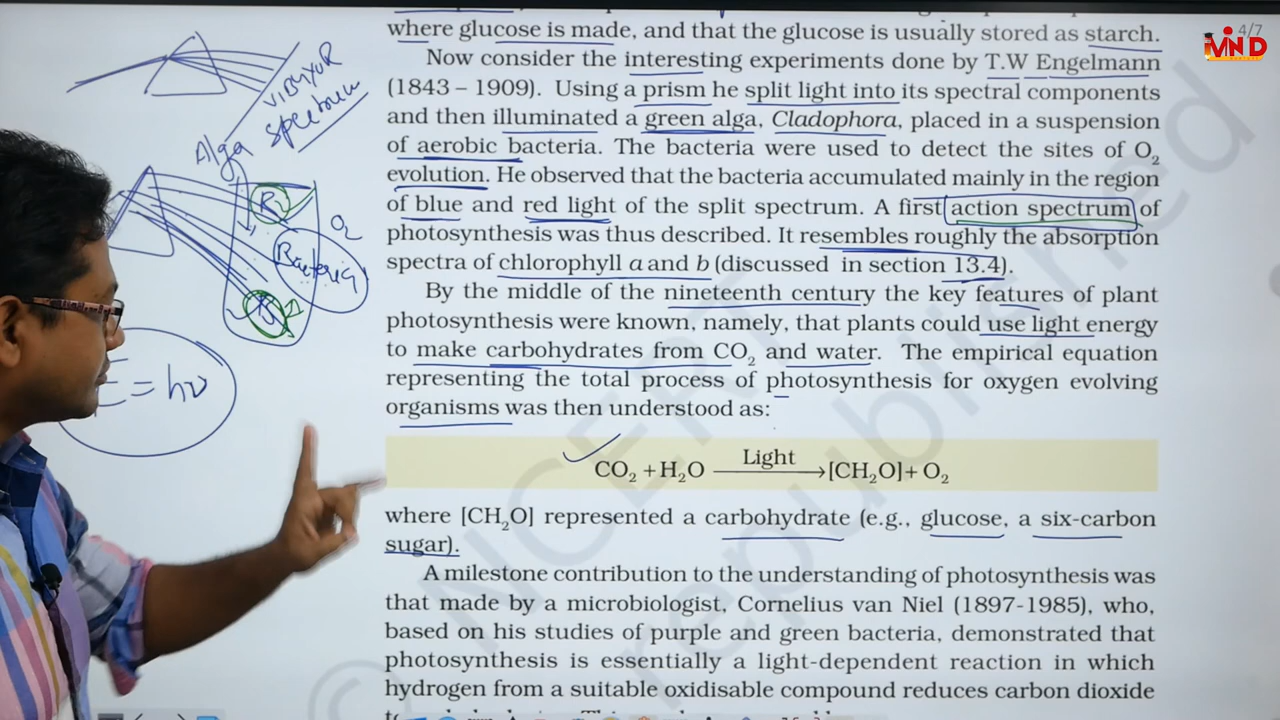 4/7
MIND
where glucose is made, and that the glucose is usually stored as starch.
Now consider the interesting experiments done by T.W Engelmann
(1843 – 1909). Using a prism he split light into its spectral components
and then illuminated a green alga, Cladophora, placed in a suspension
of aerobic bacteria. The bacteria were used to detect the sites of O₂
evolution. He observed that the bacteria accumulated mainly in the region
of blue and red light of the split spectrum. A first action spectrum of
photosynthesis was thus described. It resembles roughly the absorption
spectra of chlorophyll a and b (discussed in section 13.4).
By the middle of the nineteenth century the key features of plant
photosynthesis were known, namely, that plants could use light energy
to make carbohydrates from CO₂ and water. The empirical equation
representing the total process of photosynthesis for oxygen evolving
organisms was then understood as:
CO₂ + H₂O Light → [CH₂O] + O₂
where [CH₂O] represented a carbohydrate (e.g., glucose, a six-carbon
sugar).
A milestone contribution to the understanding of photosynthesis was
that made by a microbiologist, Cornelius van Niel (1897-1985), who,
based on his studies of purple and green bacteria, demonstrated that
photosynthesis is essentially a light-dependent reaction in which
hydrogen from a suitable oxidisable compound reduces carbon dioxide
VIBGYOR
Spectrum
Alga
R
O₂
Bacteria
E = hν
© NCERT
republished